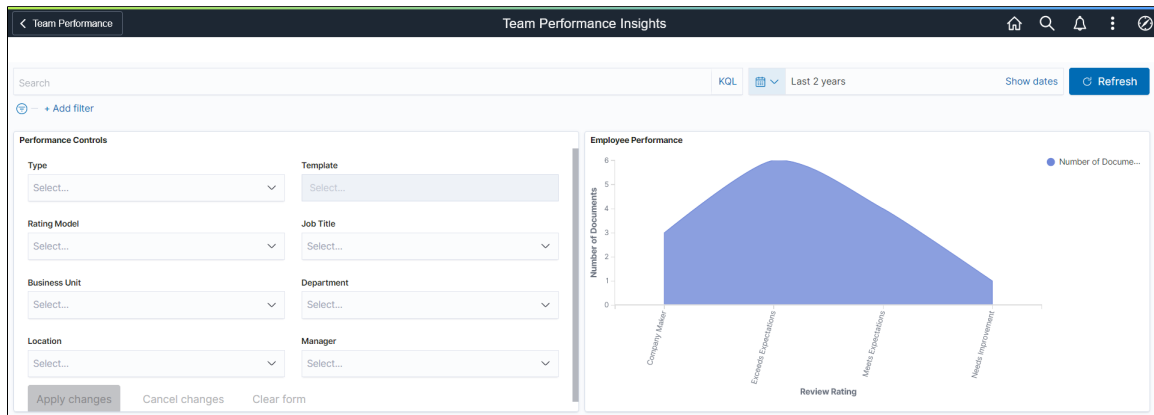 Team Performance
Team Performance Insights
Search
KQL
Last 2 years
Show dates
Refresh
+ Add filter
Performance Controls
Type
Template
Select...
Select...
Rating Model
Job Title
Select...
Select...
Business Unit
Department
Select...
Select...
Location
Manager
Select...
Select...
Apply changes
Cancel changes
Clear form
Employee Performance
Number of Docume...
Number of Documents
6
5
4
3
2
1
0
Company Maker
Exceeds Expectations
Meets Expectations
Needs Improvement
Review Rating